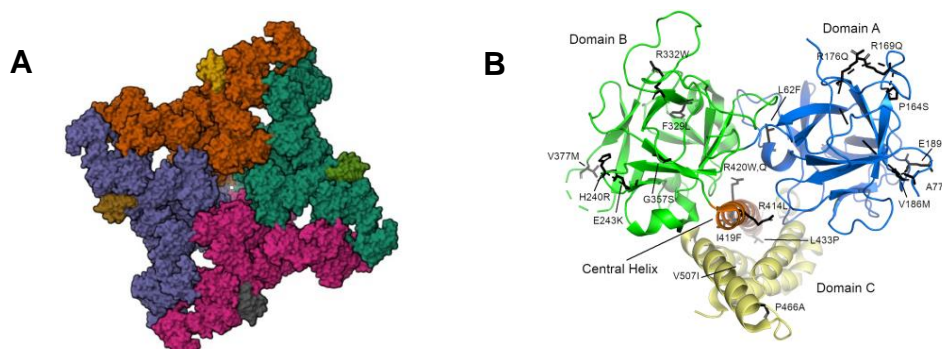 A
B
Domain B
Domain A
R332W
R176Q
R169Q
L62F
P164S
F329L
E189
V377M
R420W,Q
A77
H240R
G357S
R414L
V186M
E243K
I419F
L433P
Central Helix
V507I
Domain C
P466A